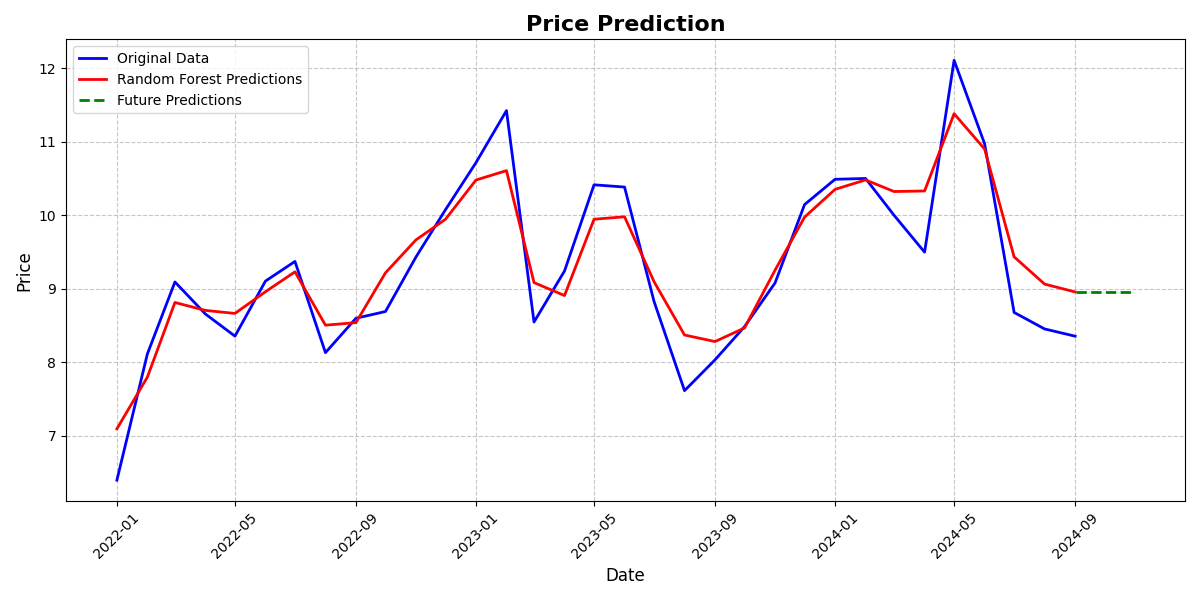 Price Prediction
Original Data
Random Forest Predictions
Future Predictions
Price
12
11
10
9
8
7
2022-01
2022-05
2022-09
2023-01
2023-05
2023-09
2024-01
2024-05
2024-09
Date